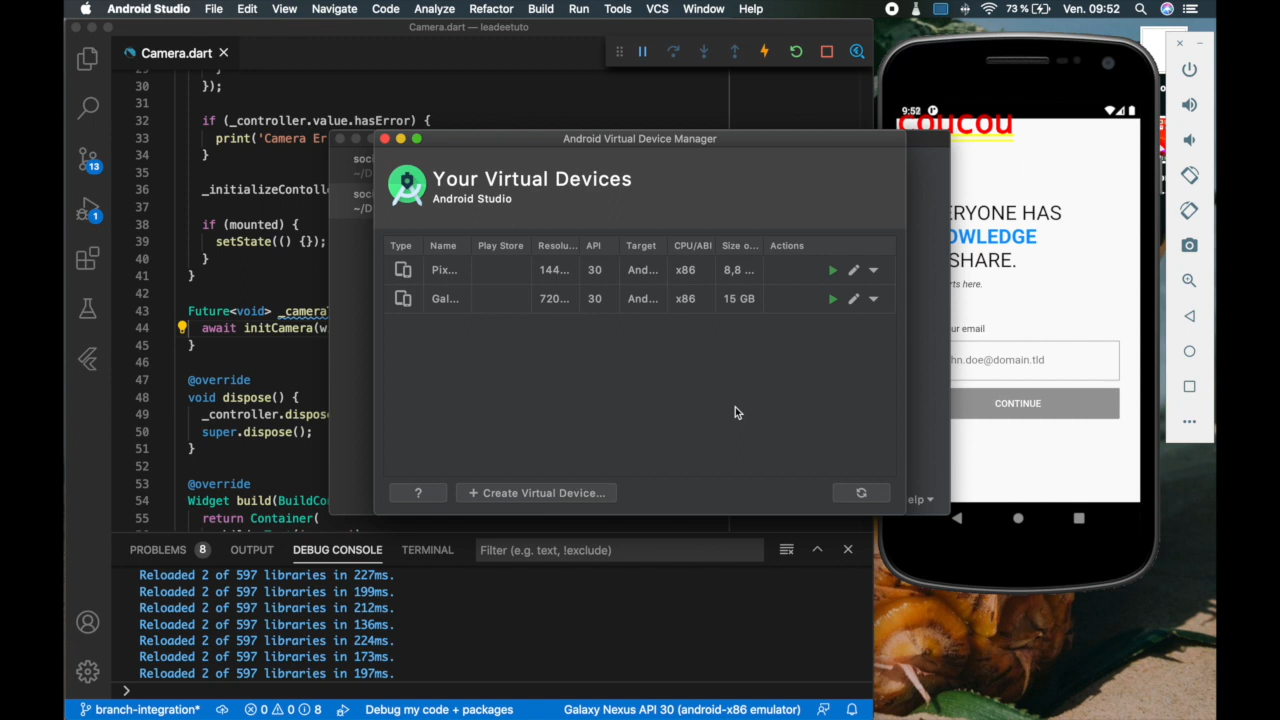 Android Studio File Edit View Navigate Code Analyze Refactor Build Run Tools VCS Window Help 73 % Ven. 09:52
Camera.dart — leadeetuto
Camera.dart
30 });
31
32 if (_controller.value.hasError) {
33 print('Camera Er
34 }
35
36 _initializeContoll
37
38 if (mounted) {
39 setState(() {});
40 }
41 }
42
43 Future<void> _camera
44 await initCamera(w
45 }
46
47 @override
48 void dispose() {
49 _controller.dispos
50 super.dispose();
51 }
52
53 @override
54 Widget build(BuildCo
55 return Container(
13
1
soci
~/D
soci
~/D
Android Virtual Device Manager
Your Virtual Devices
Android Studio
Type Name Play Store Resolu... API Target CPU/ABI Size o... Actions
Pix... 144... 30 And... x86 8,8 ...
Gal... 720... 30 And... x86 15 GB
? + Create Virtual Device...
elp
9:52
coucou
ERYONE HAS
OWLEDGE
SHARE.
rts here.
ur email
hn.doe@domain.tld
CONTINUE
PROBLEMS 8 OUTPUT DEBUG CONSOLE TERMINAL Filter (e.g. text, !exclude)
Reloaded 2 of 597 libraries in 227ms.
Reloaded 2 of 597 libraries in 199ms.
Reloaded 2 of 597 libraries in 212ms.
Reloaded 2 of 597 libraries in 136ms.
Reloaded 2 of 597 libraries in 224ms.
Reloaded 2 of 597 libraries in 173ms.
Reloaded 2 of 597 libraries in 197ms.
branch-integration* 0 0 8 Debug my code + packages Galaxy Nexus API 30 (android-x86 emulator)